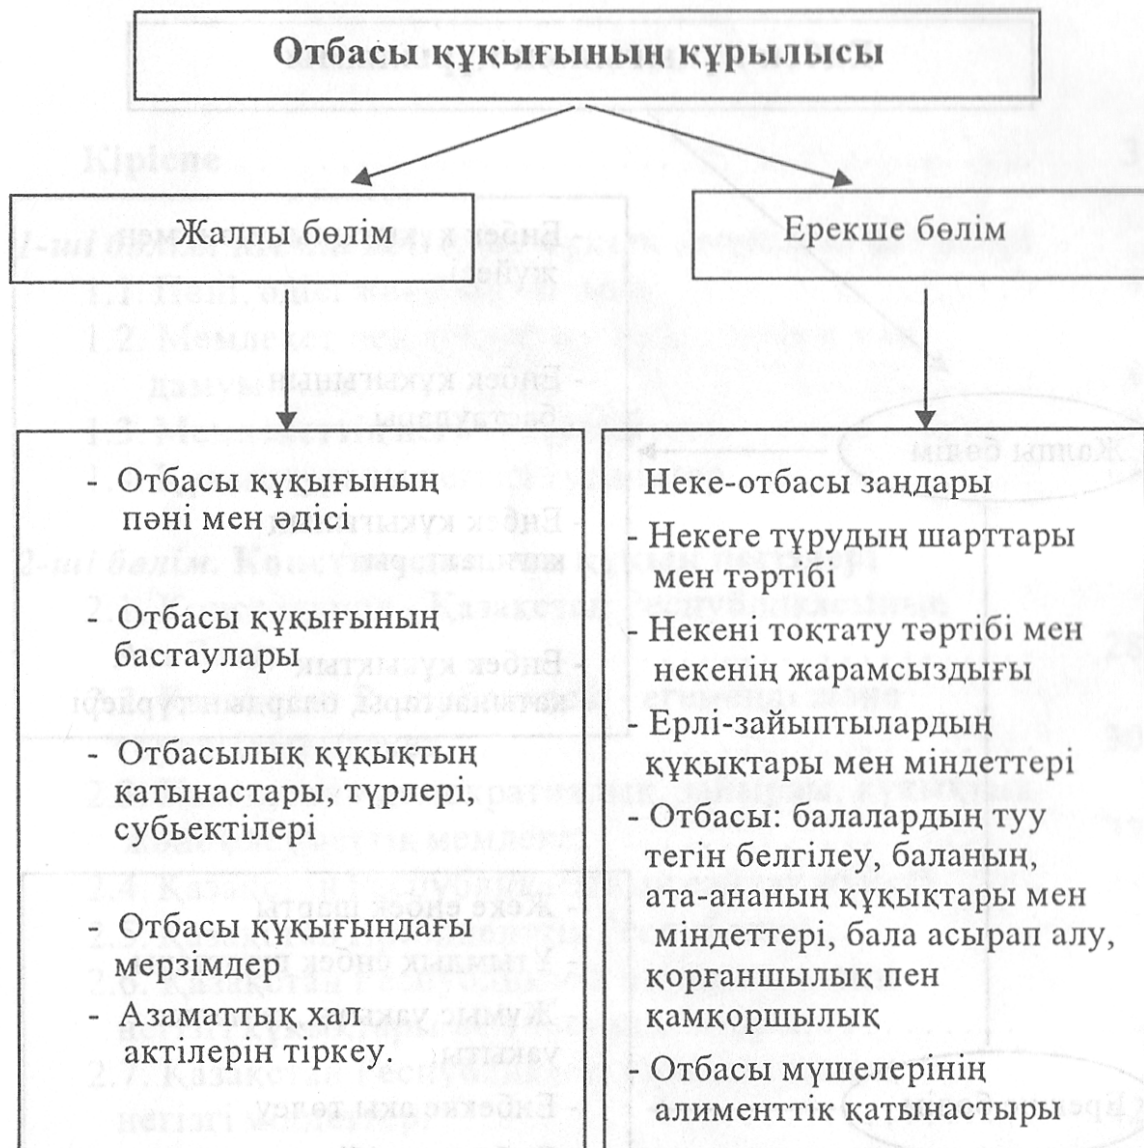 Отбасы құқығының құрылысы
Жалпы бөлім
Ерекше бөлім
- Отбасы құқығының
пәні мен әдісі
- Отбасы құқығының
бастаулары
- Отбасылық құқықтың
қатынастары, түрлері,
субьектілері
- Отбасы құқығындағы
мерзімдер
- Азаматтық хал
актілерін тіркеу.
Неке-отбасы заңдары
- Некеге тұрудың шарттары
мен тәртібі
- Некені тоқтату тәртібі мен
некенің жарамсыздығы
- Ерлі-зайыптылардың
құқықтары мен міндеттері
- Отбасы: балалардың туу
тегін белгілеу, баланың,
ата-ананың құқықтары мен
міндеттері, бала асырап алу,
қорғаншылық пен
қамқоршылық
- Отбасы мүшелерінің
алименттік қатынастыры